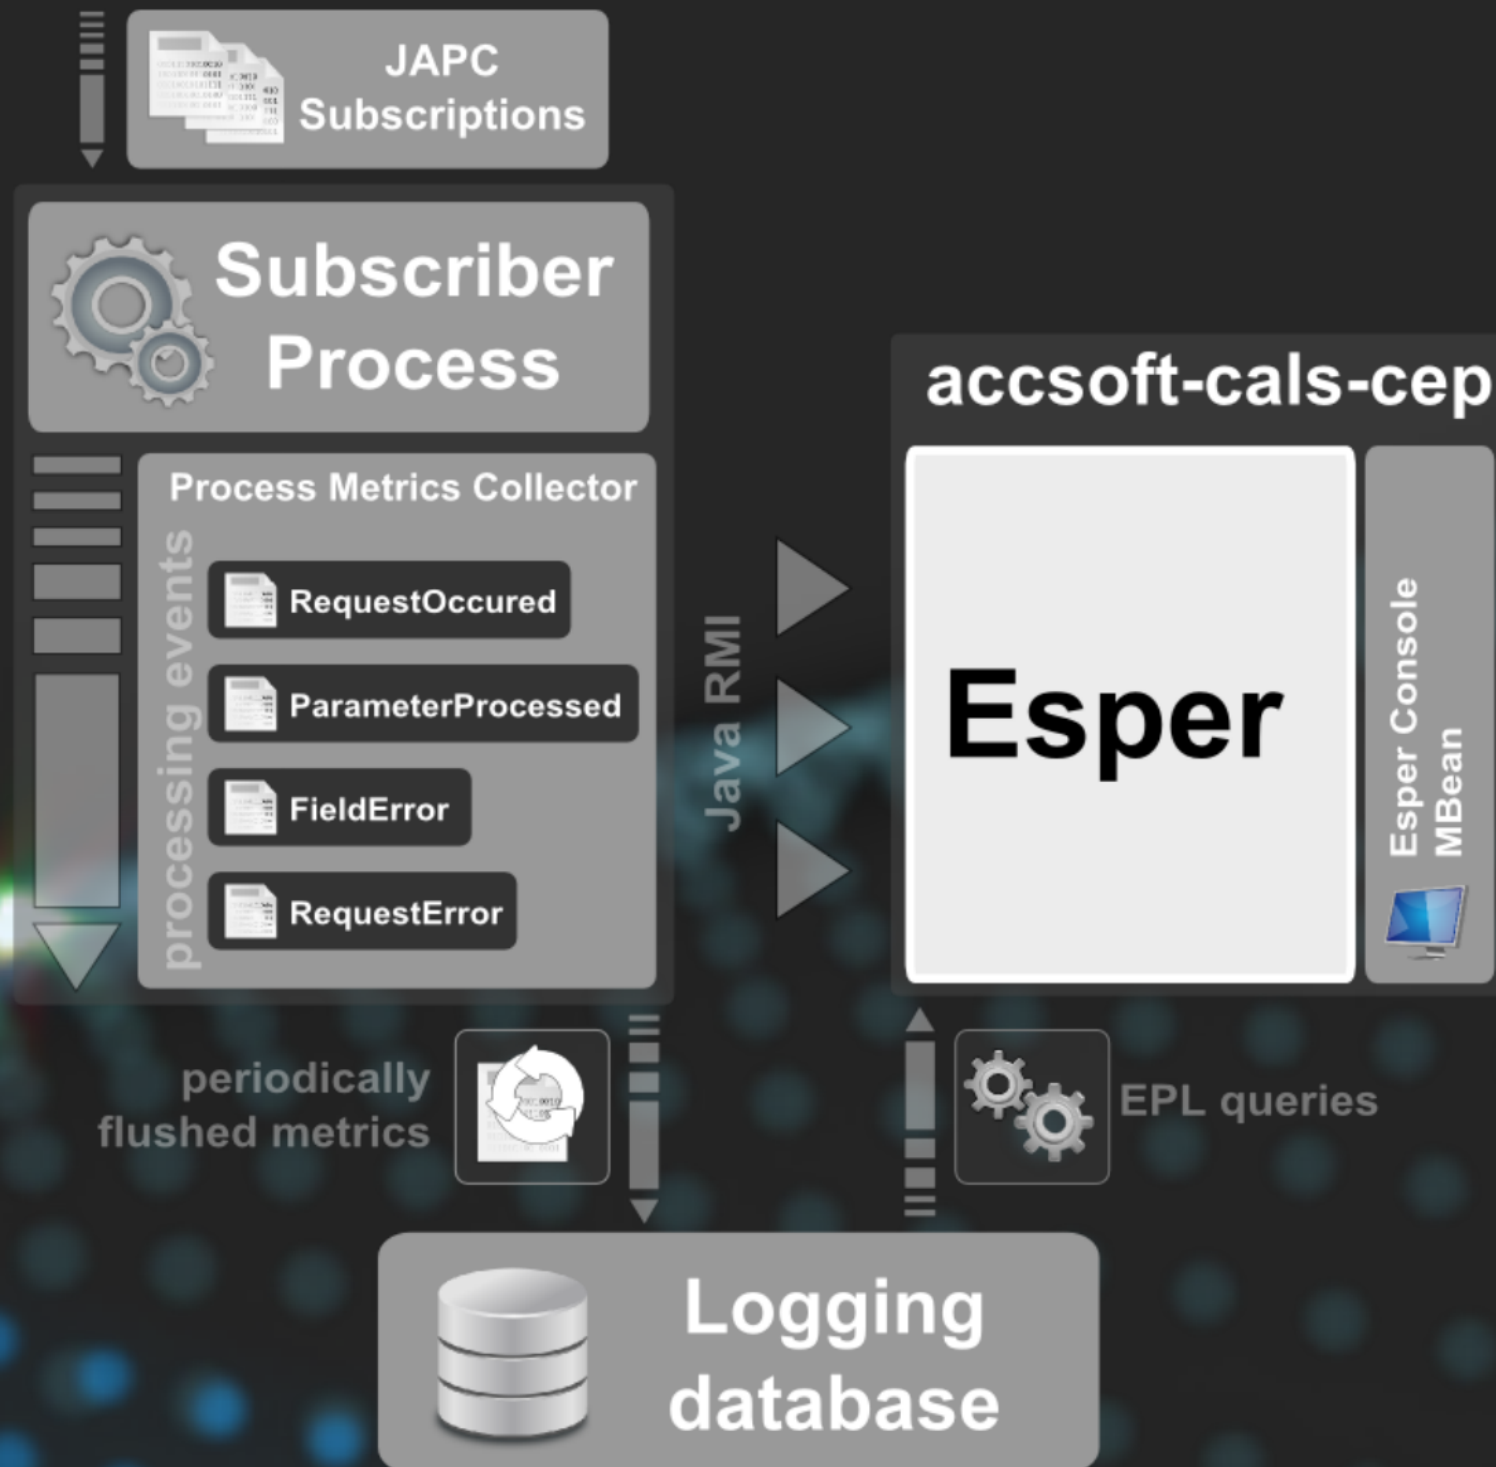 JAPC
Subscriptions
Subscriber
Process
Process Metrics Collector
processing events
RequestOccured
ParameterProcessed
FieldError
RequestError
Java RMI
accsoft-cals-cep
Esper
Esper Console
MBean
periodically
flushed metrics
EPL queries
Logging
database